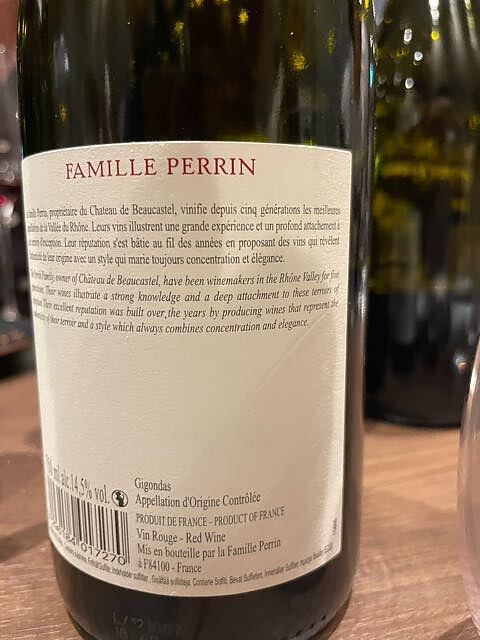 FAMILLE PERRIN
Perrin, propriétaire du Chateau de Beaucastel, vinifie depuis cinq générations les meilleures
de la Vallée du Rhône. Leurs vins illustrent une grande expérience et un profond attachement à
d'exception. Leur réputation s'est bâtie au fil des années en proposant des vins qui révèlent
de leur origine avec un style qui marie toujours concentration et élégance.
Perrin Family, owner of Château de Beaucastel, have been winemakers in the Rhône Valley for five
Their wines illustrate a strong knowledge and a deep attachment to these terroirs of
Their excellent reputation was built over the years by producing wines that represent the
of their terroir and a style which always combines concentration and elegance.
ml alc.14,5% vol.
Gigondas
Appellation d'Origine Contrôlée
PRODUIT DE FRANCE - PRODUCT OF FRANCE
Vin Rouge - Red Wine
Mis en bouteille par la Famille Perrin
à F84100 - France
017270